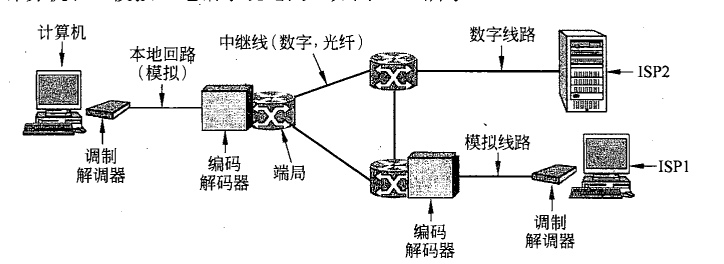 计算机
本地回路
(模拟)
中继线(数字,光纤)
数字线路
ISP2
调制
解调器
编码
解码器
端局
模拟线路
ISP1
编码
解码器
调制
解调器